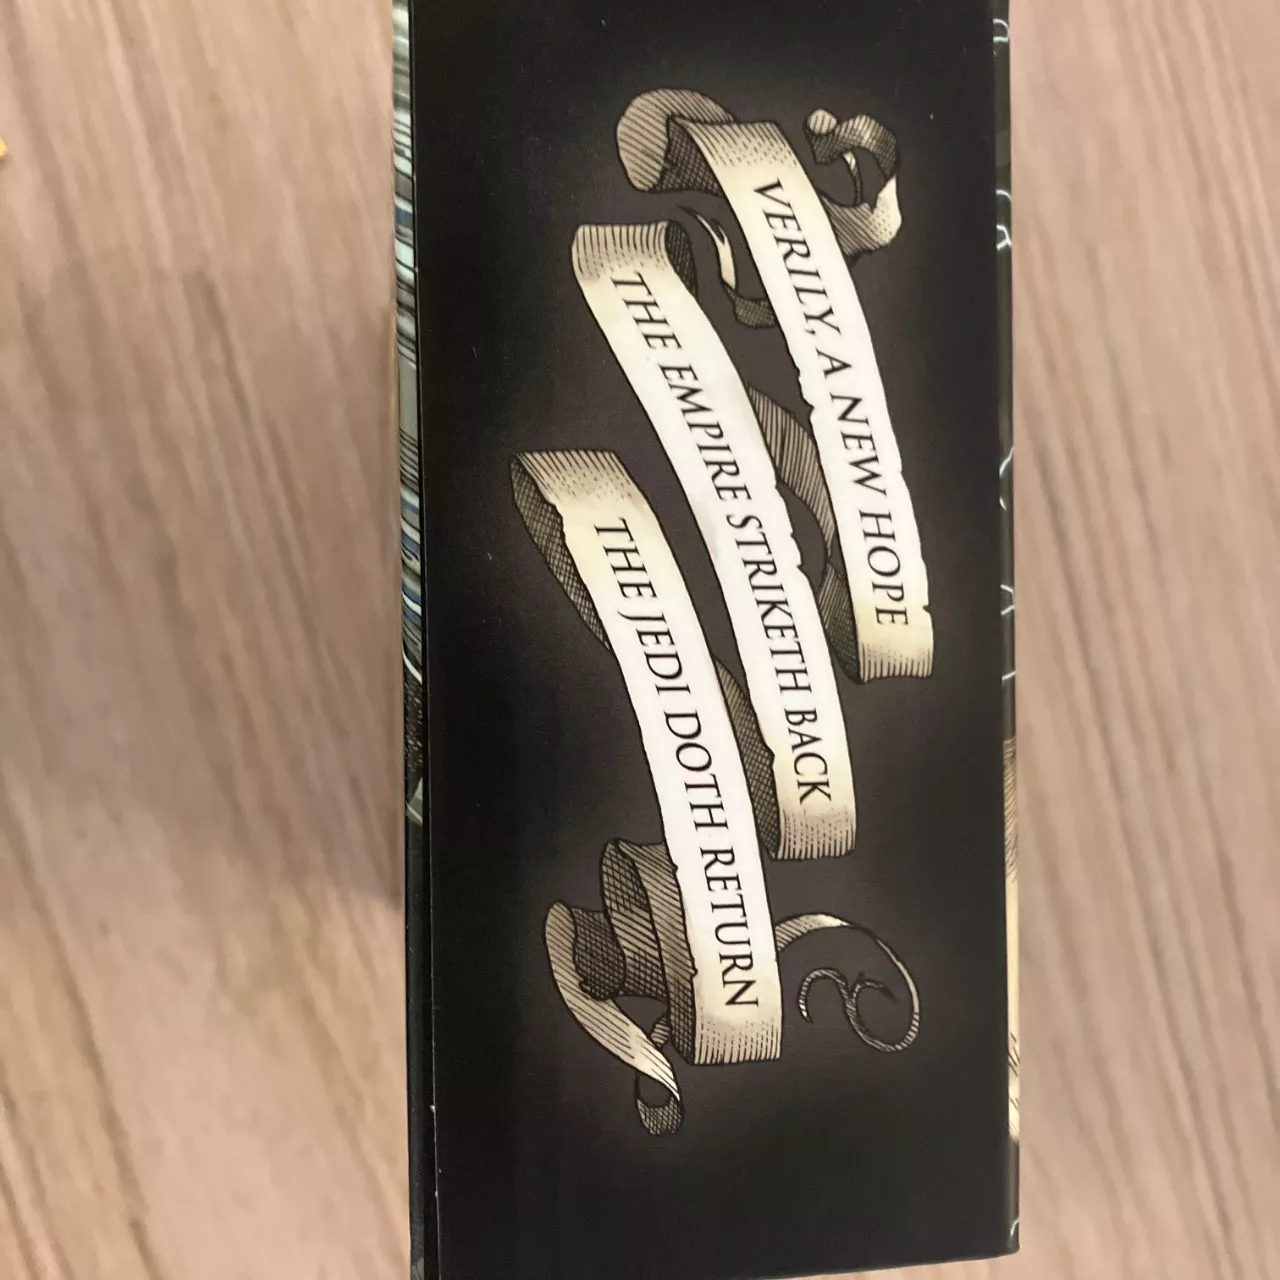 VERILY, A NEW HOPE
THE EMPIRE STRIKETH BACK
THE JEDI DOTH RETURN